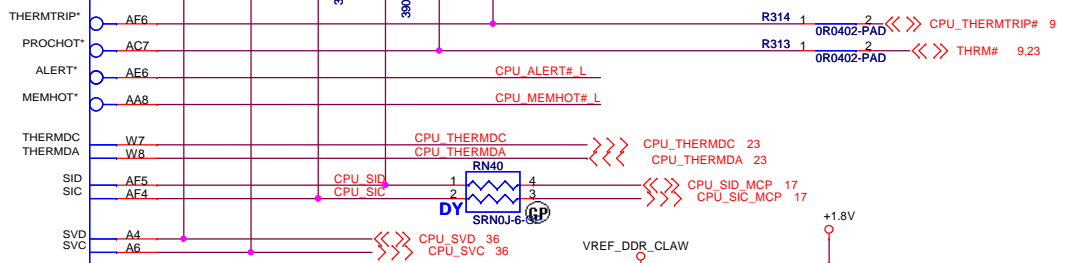 THERMTRIP* AF6 R314 1 2 CPU_THERMTRIP# 9
0R0402-PAD
PROCHOT* AC7 R313 1 2 THRM# 9,23
0R0402-PAD
ALERT* AE6 CPU_ALERT#_L
MEMHOT* AA8 CPU_MEMHOT#_L
THERMDC W7 CPU_THERMDC CPU_THERMDC 23
THERMDA W8 CPU_THERMDA CPU_THERMDA 23
RN40
SID AF5 CPU_SID 1 4 CPU_SID_MCP 17
SIC AF4 CPU_SIC 2 3 CPU_SIC_MCP 17
DY SRN0J-6-GP GP
+1.8V
SVD A4 CPU_SVD 36
SVC A6 CPU_SVC 36
VREF_DDR_CLAW